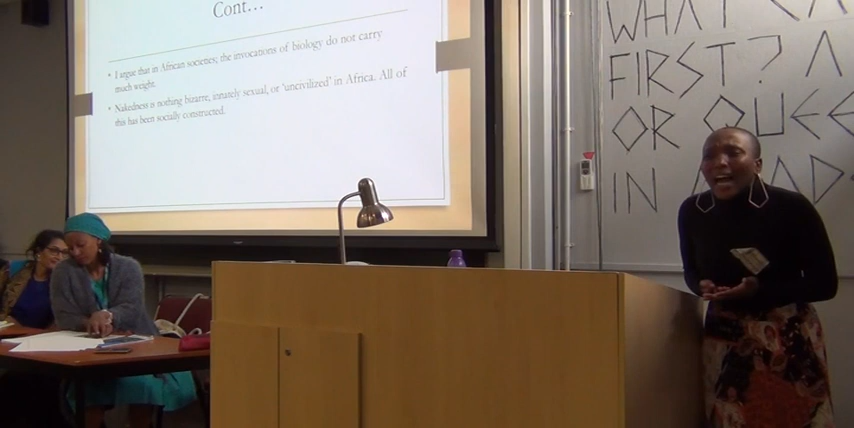 Cont…
• I argue that in African societies; the invocations of biology do not carry
much weight.
• Nakedness is nothing bizarre, innately sexual, or ‘uncivilized’ in Africa. All of
this has been socially constructed.
WHAT
FIRST? A
OR QUEE
IN